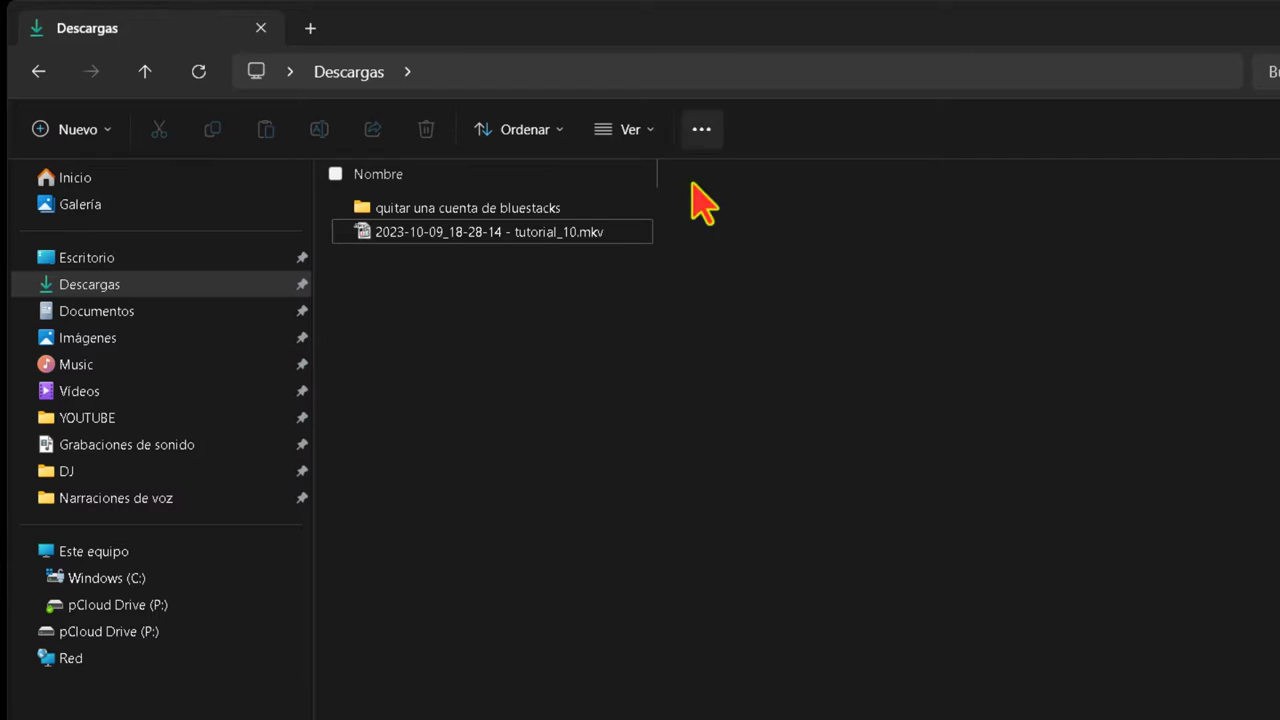 Descargas
Descargas
Bu
Nuevo
Ordenar
Ver
Nombre
quitar una cuenta de bluestacks
2023-10-09_18-28-14 - tutorial_10.mkv
Inicio
Galería
Escritorio
Descargas
Documentos
Imágenes
Music
Vídeos
YOUTUBE
Grabaciones de sonido
DJ
Narraciones de voz
Este equipo
Windows (C:)
pCloud Drive (P:)
pCloud Drive (P:)
Red